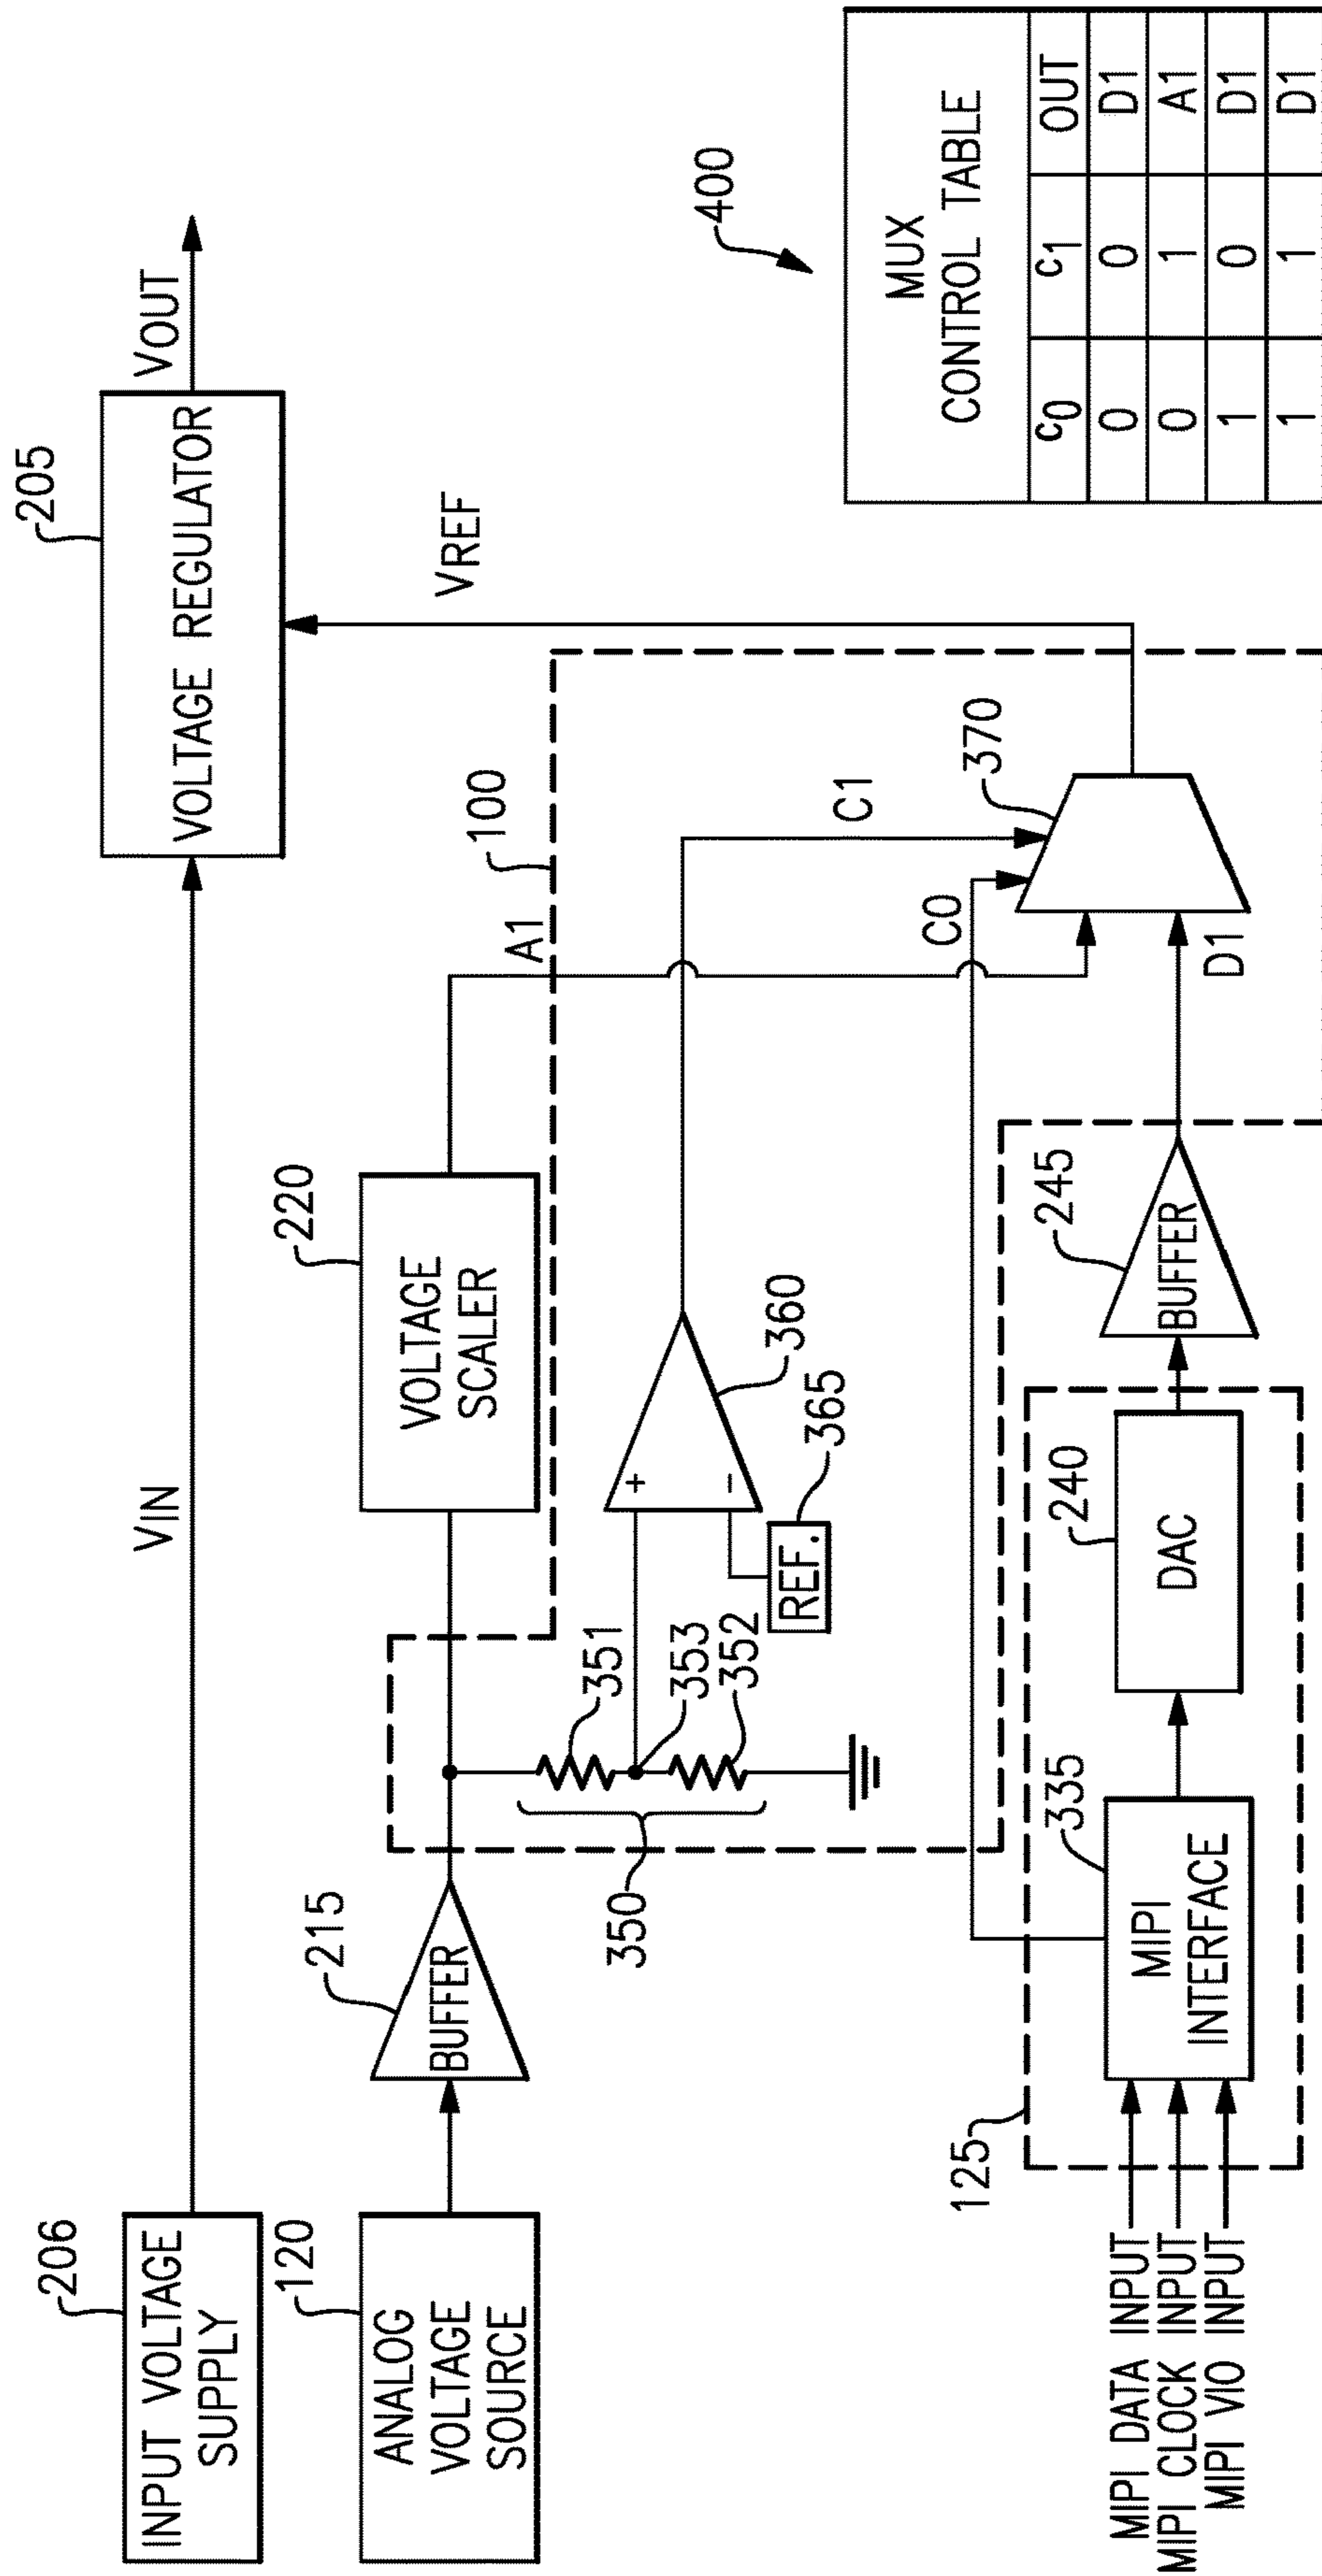 206
INPUT VOLTAGE
SUPPLY
VIN
205
VOLTAGE REGULATOR
VOUT
120
ANALOG
VOLTAGE
SOURCE
215
BUFFER
220
VOLTAGE
SCALER
A1
100
VREF
350
351
353
352
+
-
360
365
REF.
C1
C0
370
D1
125
MIPI DATA INPUT
MIPI CLOCK INPUT
MIPI VIO INPUT
335
MIPI
INTERFACE
240
DAC
245
BUFFER
400
MUX
CONTROL TABLE
c0 c1 OUT
0 0 D1
0 1 A1
1 0 D1
1 1 D1